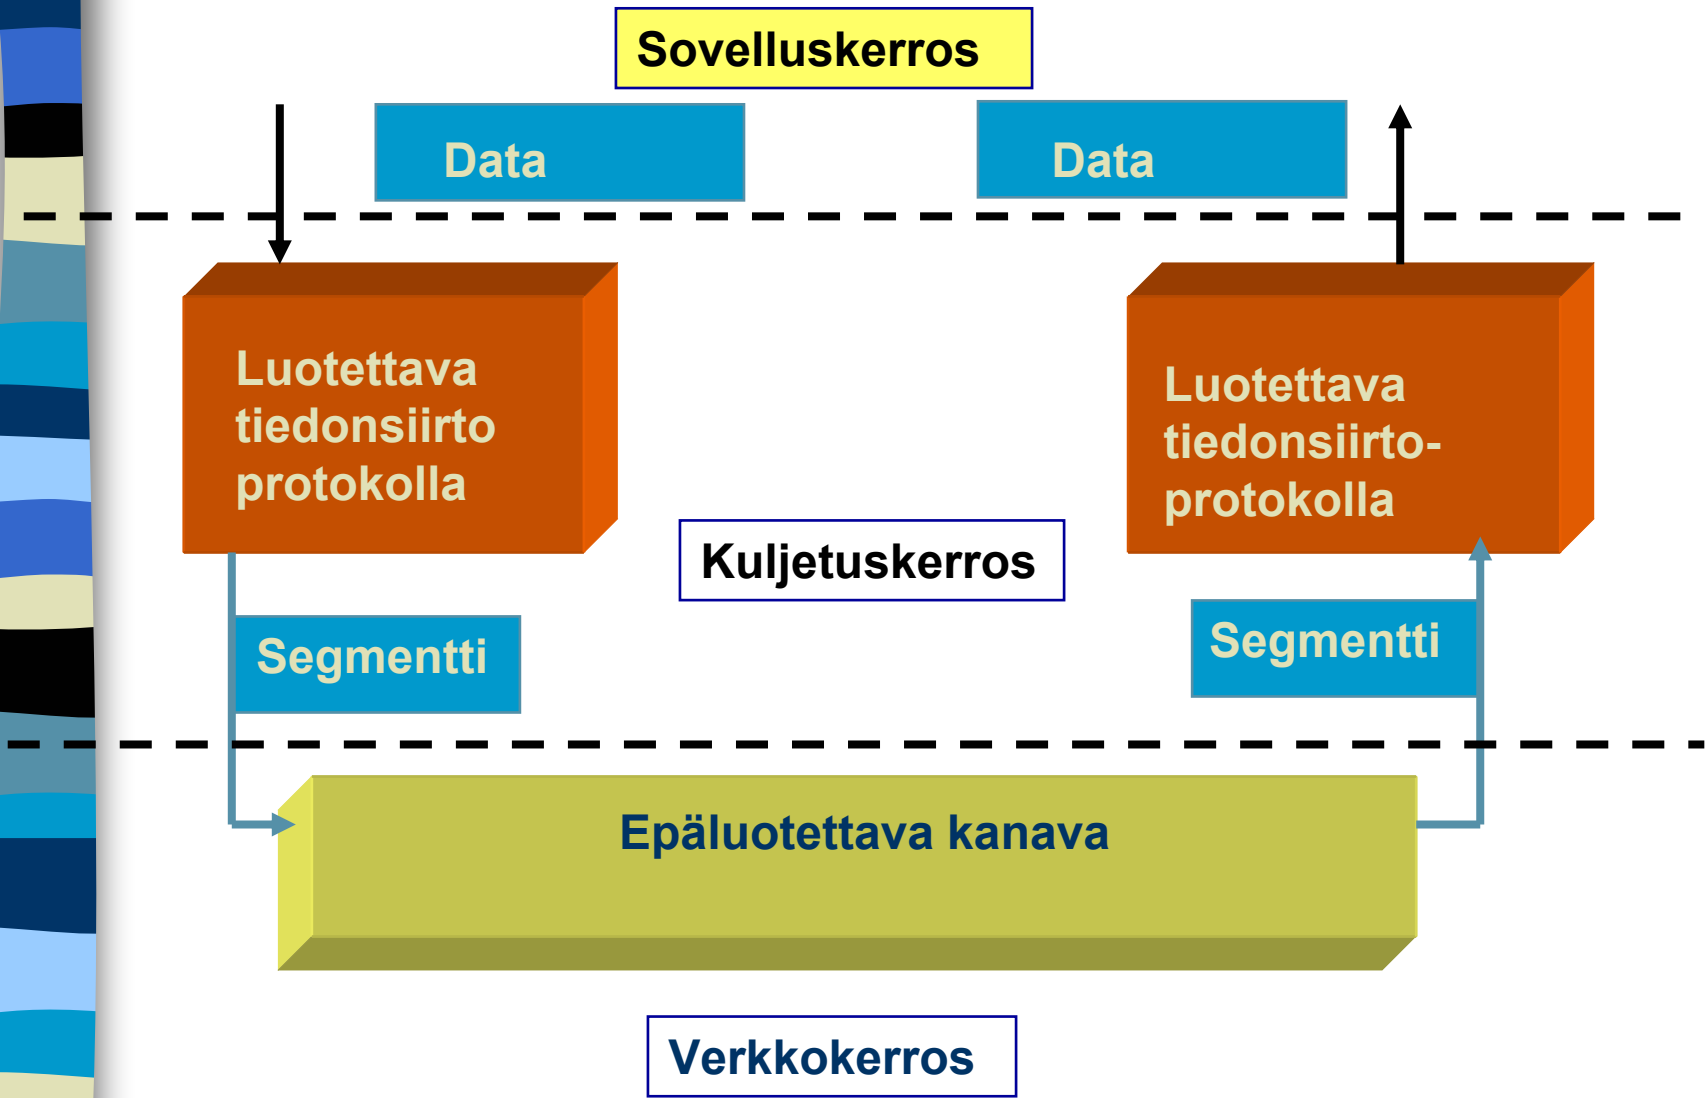 Sovelluskerros
Data
Data
Luotettava
tiedonsiirto
protokolla
Luotettava
tiedonsiirto-
protokolla
Kuljetuskerros
Segmentti
Segmentti
Epäluotettava kanava
Verkkokerros